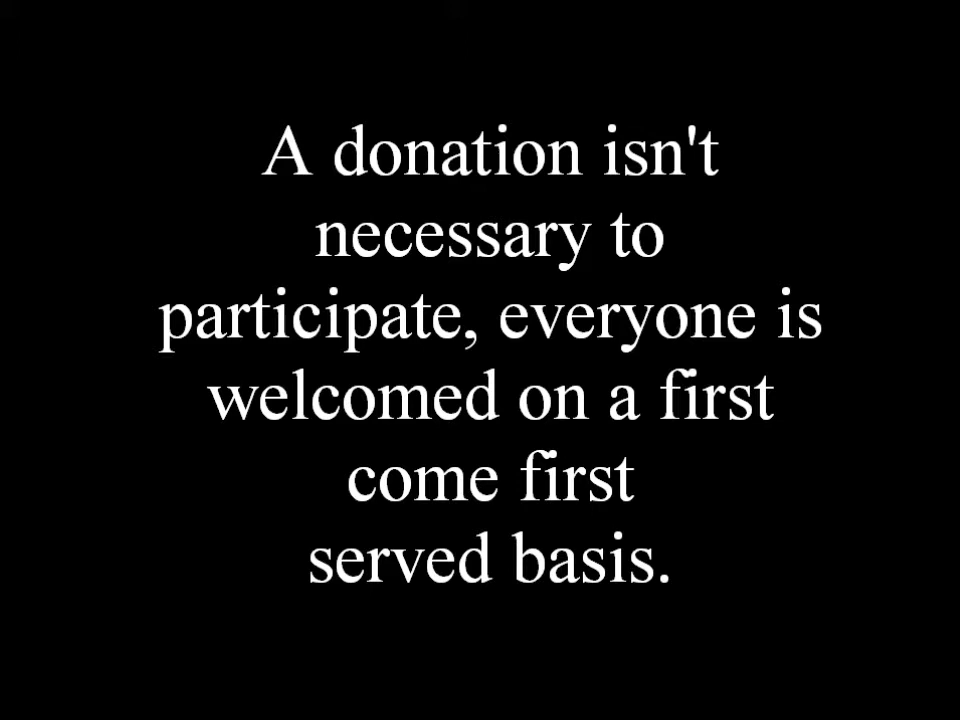 A donation isn't
necessary to
participate, everyone is
welcomed on a first
come first
served basis.